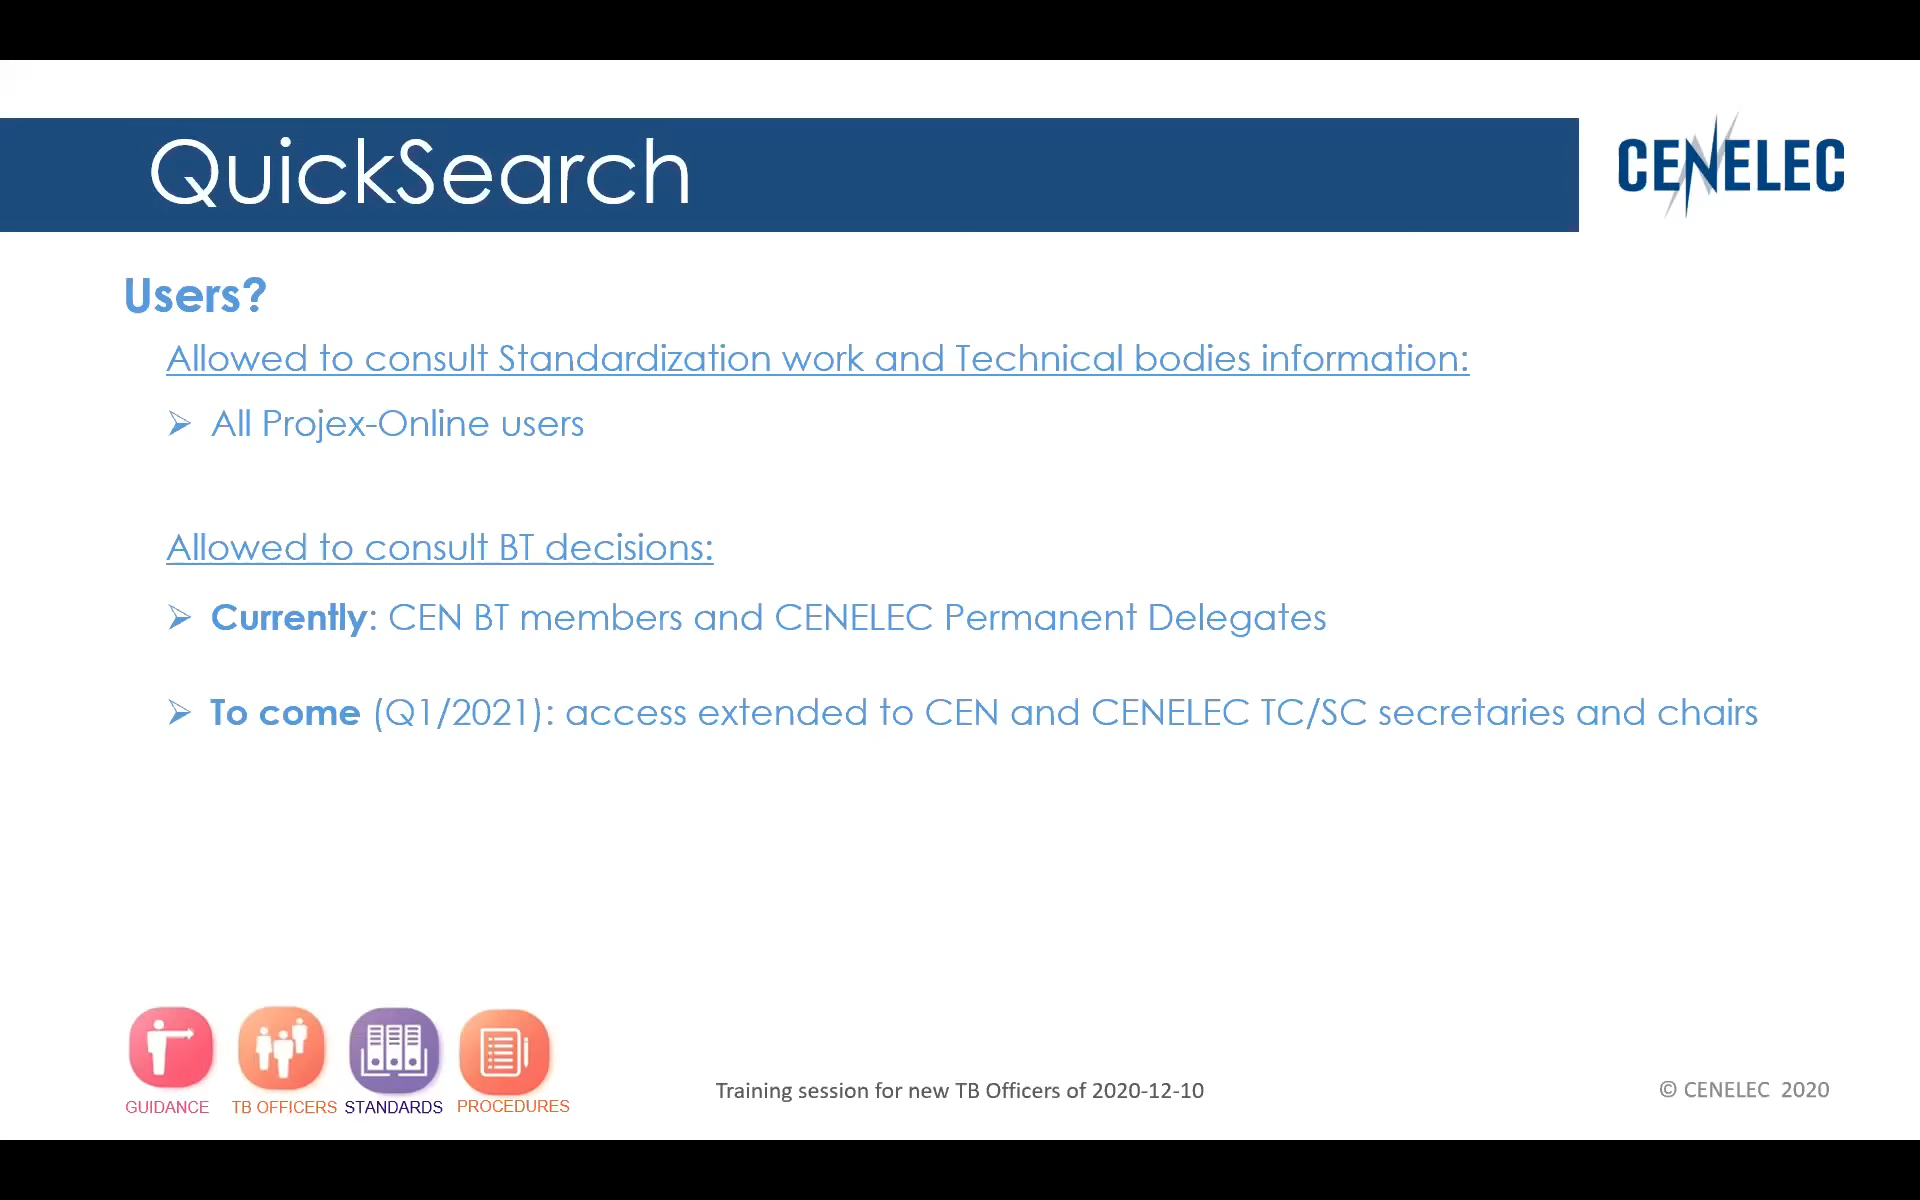 QuickSearch
CENELEC
Users?
Allowed to consult Standardization work and Technical bodies information:
All Projex-Online users
Allowed to consult BT decisions:
Currently: CEN BT members and CENELEC Permanent Delegates
To come (Q1/2021): access extended to CEN and CENELEC TC/SC secretaries and chairs
GUIDANCE TB OFFICERS STANDARDS PROCEDURES
Training session for new TB Officers of 2020-12-10
© CENELEC 2020